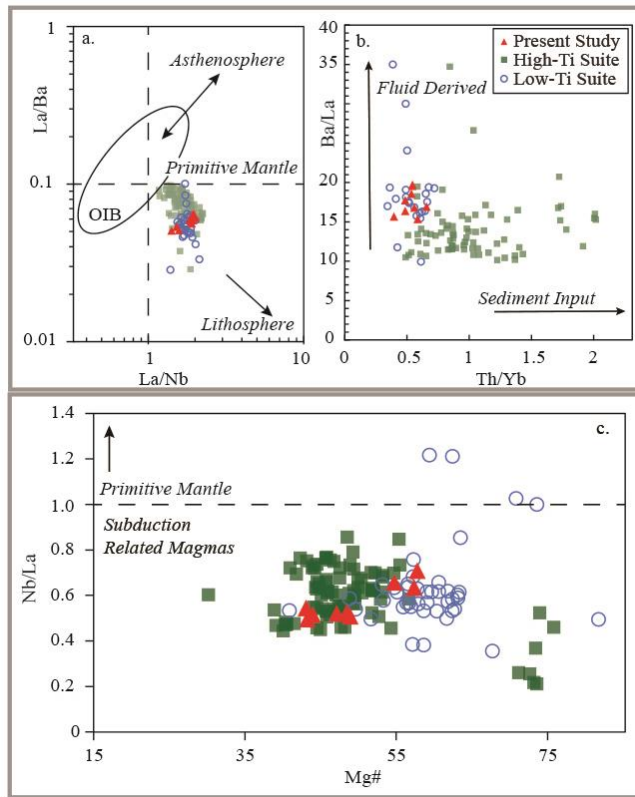 a.
La/Ba
1
0.1
0.01
Asthenosphere
Primitive Mantle
OIB
Lithosphere
1
10
La/Nb
b.
Present Study
High-Ti Suite
Low-Ti Suite
Ba/La
40
35
30
25
20
15
10
5
0
Fluid Derived
Sediment Input
0
0.5
1
1.5
2
Th/Yb
c.
Nb/La
1.4
1.2
1.0
0.8
0.6
0.4
0.2
0
Primitive Mantle
Subduction
Related Magmas
15
35
55
75
Mg#